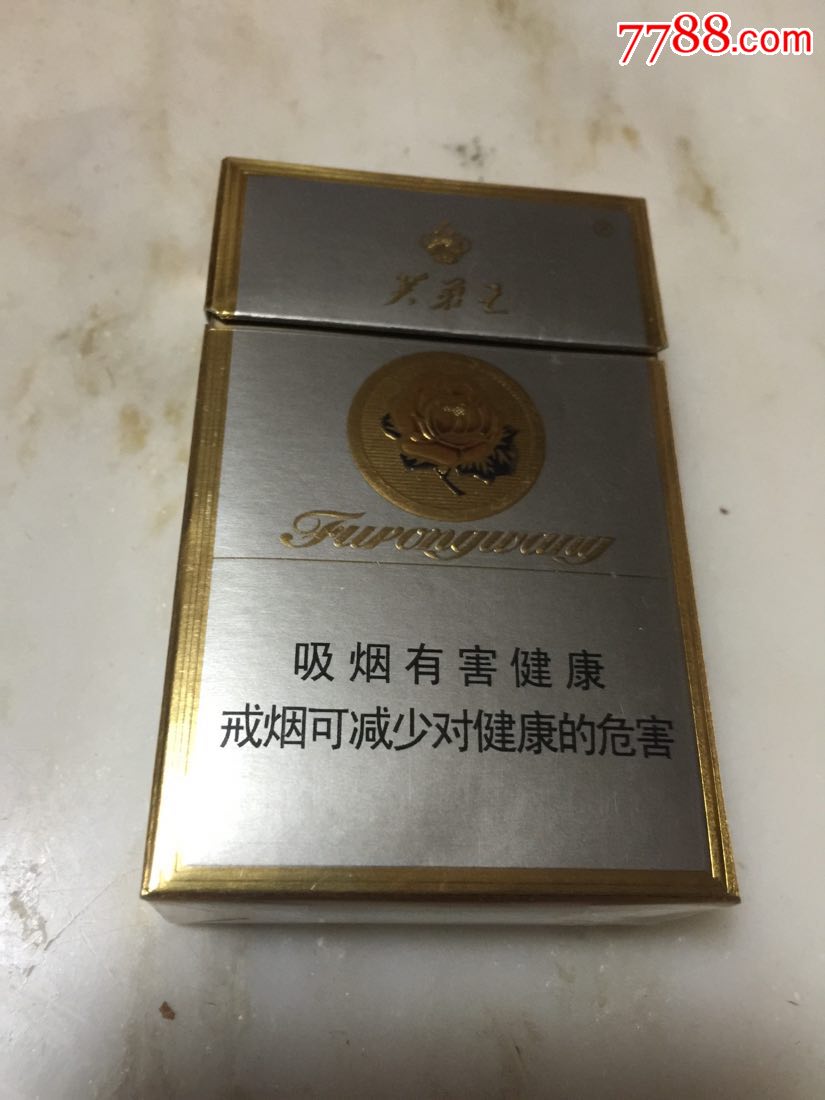 7788.com
芙蓉王
Furongwang
吸烟有害健康
戒烟可减少对健康的危害